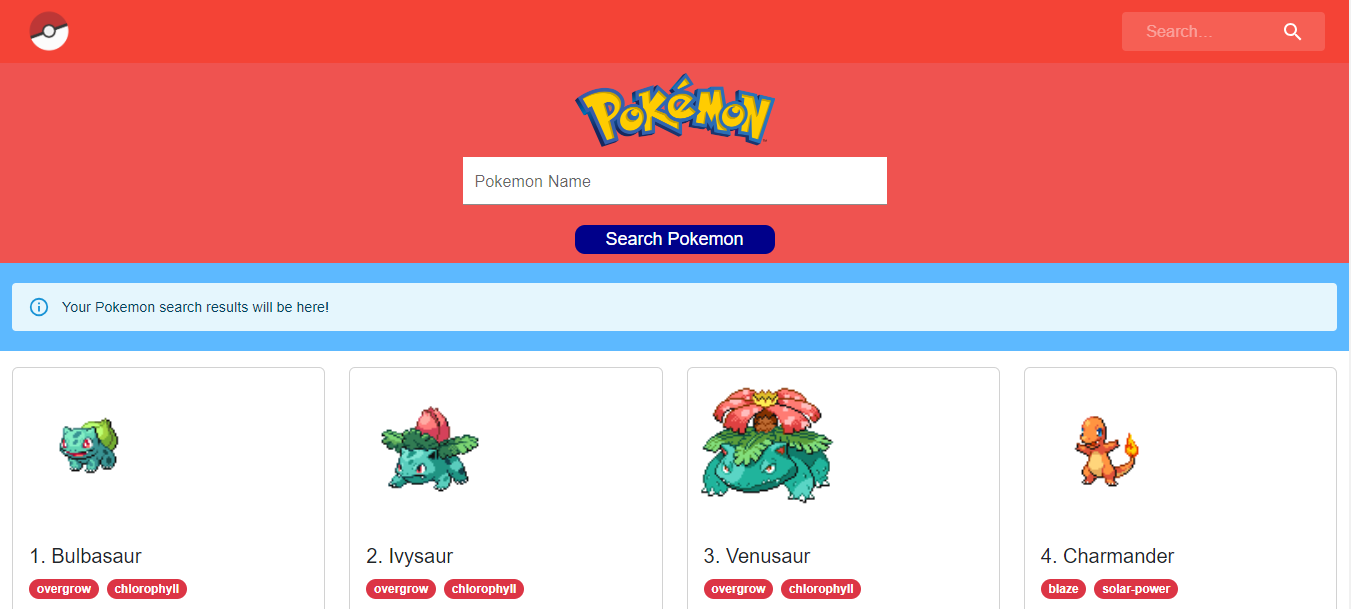 Search...
POKéMON
Pokemon Name
Search Pokemon
Your Pokemon search results will be here!
1. Bulbasaur
overgrow chlorophyll
2. Ivysaur
overgrow chlorophyll
3. Venusaur
overgrow chlorophyll
4. Charmander
blaze solar-power